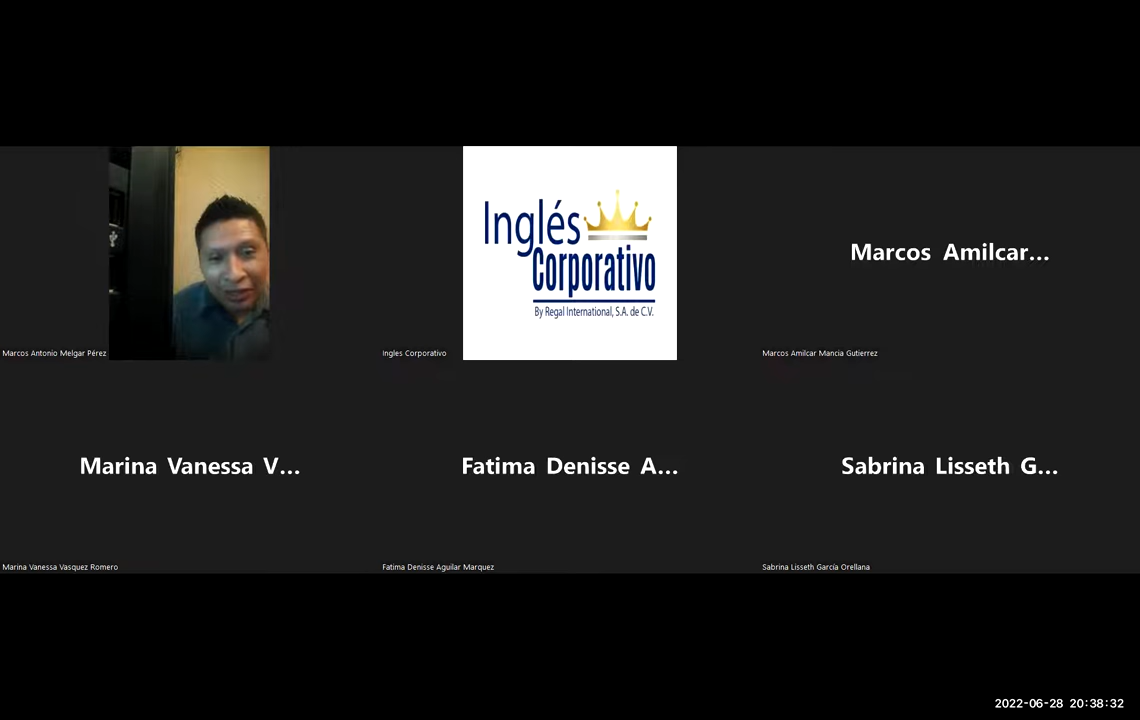 Inglés
Corporativo
By Regal International, S.A. de C.V.
Marcos Amilcar...
Marcos Antonio Melgar Pérez
Ingles Corporativo
Marcos Amilcar Mancia Gutierrez
Marina Vanessa V...
Fatima Denisse A...
Sabrina Lisseth G...
Marina Vanessa Vasquez Romero
Fatima Denisse Aguilar Marquez
Sabrina Lisseth García Orellana
2022-06-28 20:38:32